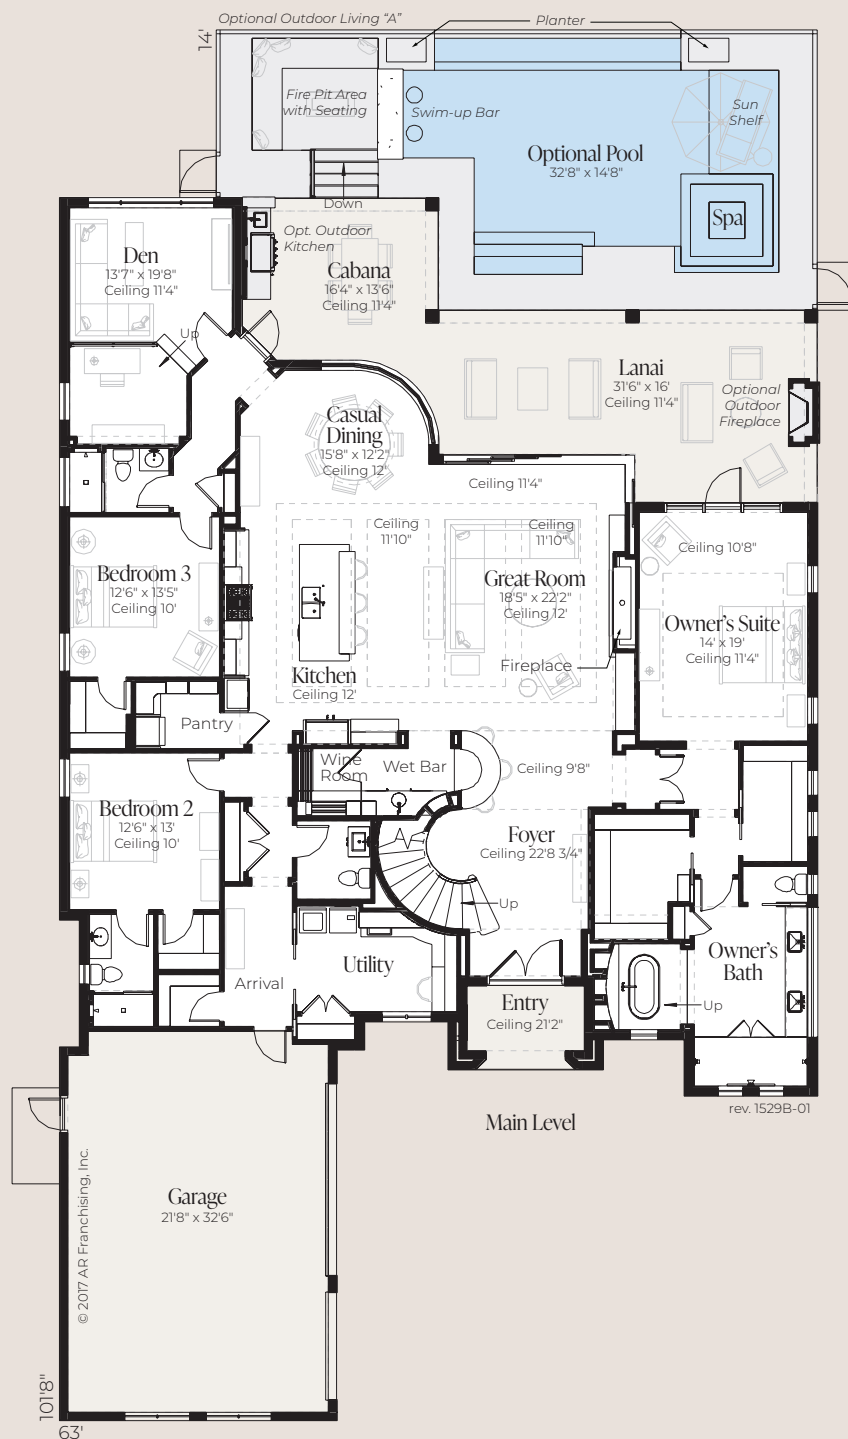 Optional Outdoor Living “A”
Planter
14'
Fire Pit Area
with Seating
Swim-up Bar
Sun
Shelf
Optional Pool
32'8" x 14'8"
Spa
Down
Opt. Outdoor
Kitchen
Den
13'7" x 19'8"
Ceiling 11'4"
Cabana
16'4" x 13'6"
Ceiling 11'4"
Up
Lanai
31'6" x 16'
Ceiling 11'4"
Optional
Outdoor
Fireplace
Casual
Dining
15'8" x 12'2"
Ceiling 12"
Ceiling 11'4"
Ceiling
11'10"
Ceiling
11'10"
Ceiling 10'8"
Bedroom 3
12'6" x 13'5"
Ceiling 10'
Great Room
18'5" x 22'2"
Ceiling 12'
Owner's Suite
14' x 19'
Ceiling 11'4"
Fireplace
Kitchen
Ceiling 12'
Pantry
Wine
Room
Wet Bar
Ceiling 9'8"
Bedroom 2
12'6" x 13'
Ceiling 10'
Foyer
Ceiling 22'8 3/4"
Up
Utility
Owner's
Bath
Arrival
Entry
Ceiling 21'2"
Up
rev. 1529B-01
Main Level
Garage
21'8" x 32'6"
© 2017 AR Franchising, Inc.
101'8"
63'